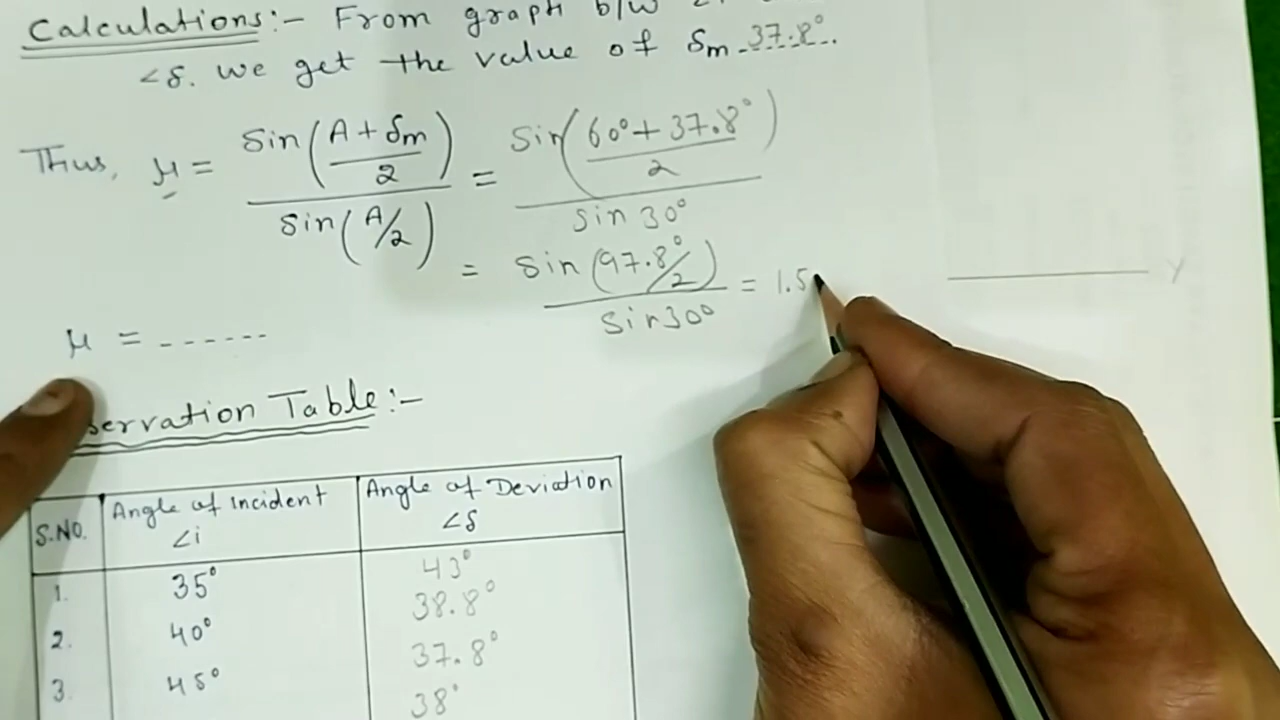 Calculations:- From graph b/w
∠δ. we get the value of δm 37.8°.
Thus, μ = sin(A + δm / 2) / sin(A/2) = sin(60° + 37.8° / 2) / sin 30°
= sin(97.8°/2) / sin30° = 1.5
y
μ = ------
servation Table:-
S.NO. Angle of Incident ∠i Angle of Deviation ∠δ
1. 35° 43°
2. 40° 38.8°
3. 45° 37.8°
38°